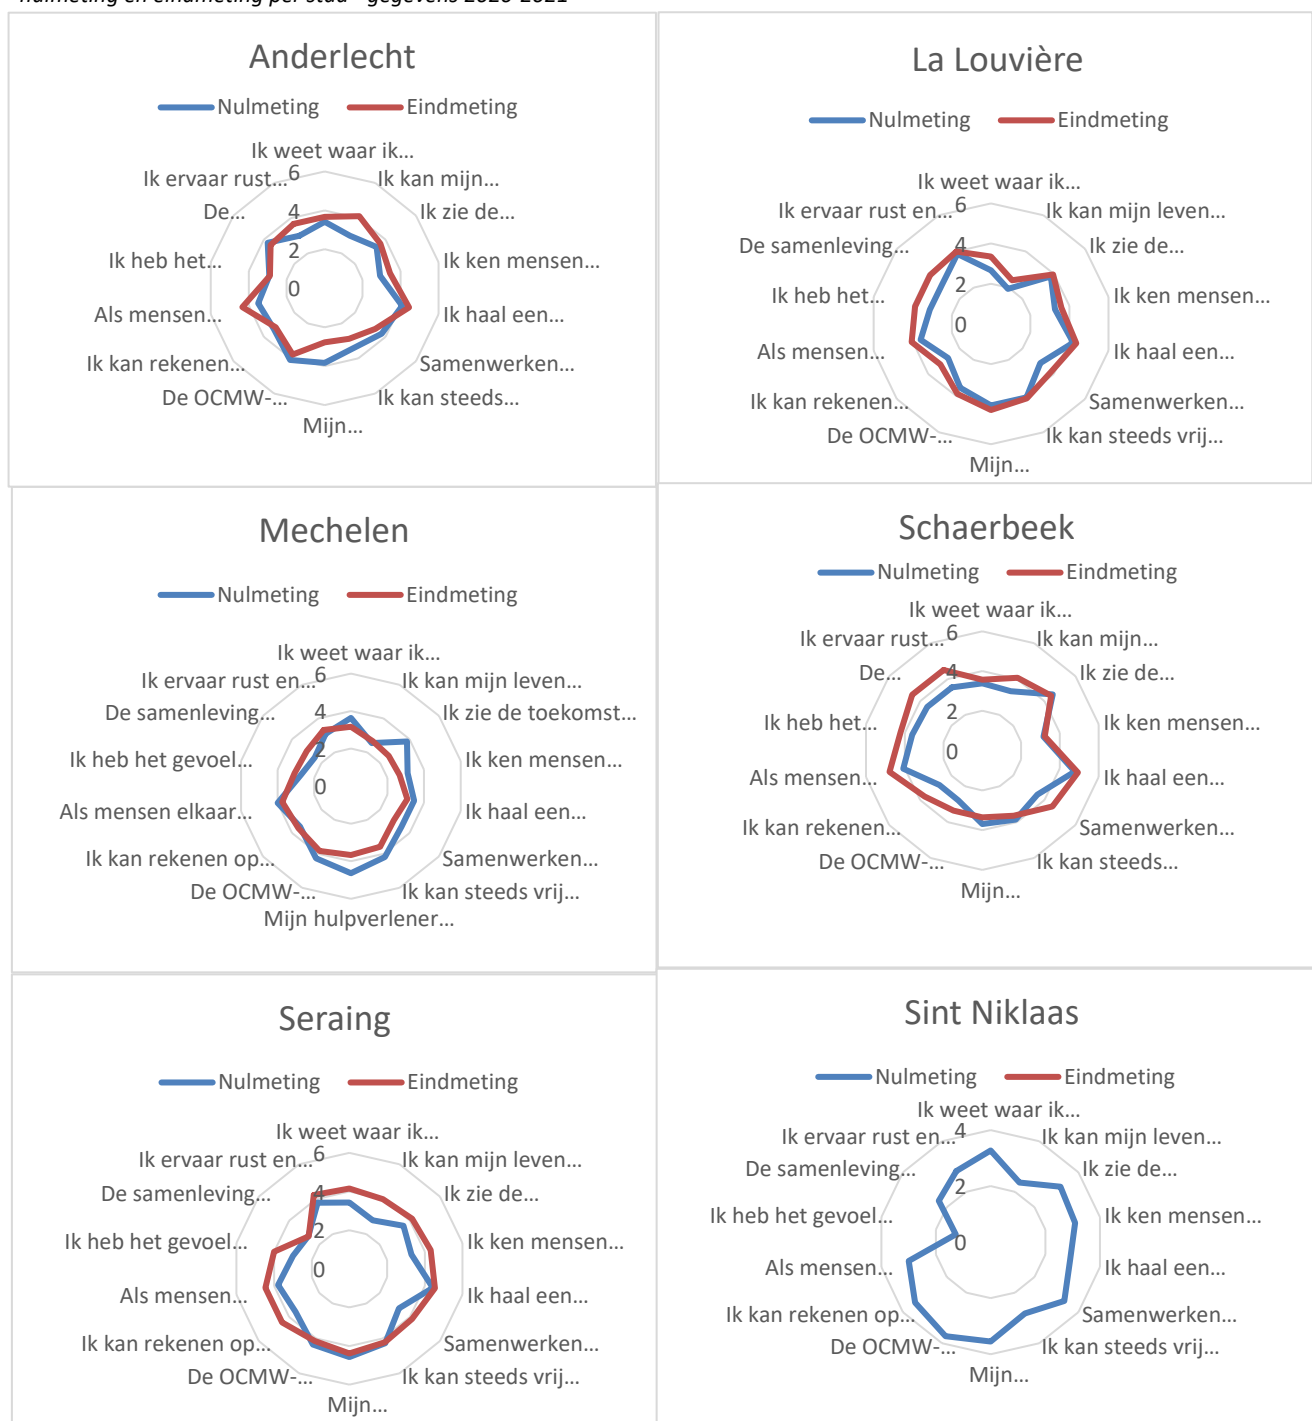 nulmeting en eindmeting per stad - gegevens 2020-2021
Anderlecht
Nulmeting Eindmeting
Ik weet waar ik...
Ik kan mijn...
Ik zie de...
Ik ken mensen...
Ik haal een...
Samenwerken...
Ik kan steeds...
Mijn...
De OCMW-...
Ik kan rekenen...
Als mensen...
Ik heb het...
De...
Ik ervaar rust...
6
4
2
0
La Louvière
Nulmeting Eindmeting
Ik weet waar ik...
Ik kan mijn leven...
Ik zie de...
Ik ken mensen...
Ik haal een...
Samenwerken...
Ik kan steeds vrij...
Mijn...
De OCMW-...
Ik kan rekenen...
Als mensen...
Ik heb het...
De samenleving...
Ik ervaar rust en...
6
4
2
0
Mechelen
Nulmeting Eindmeting
Ik weet waar ik...
Ik kan mijn leven...
Ik zie de toekomst...
Ik ken mensen...
Ik haal een...
Samenwerken...
Ik kan steeds vrij...
Mijn hulpverlener...
De OCMW-...
Ik kan rekenen op...
Als mensen elkaar...
Ik heb het gevoel...
De samenleving...
Ik ervaar rust en...
6
4
2
0
Schaerbeek
Nulmeting Eindmeting
Ik weet waar ik...
Ik kan mijn...
Ik zie de...
Ik ken mensen...
Ik haal een...
Samenwerken...
Ik kan steeds...
Mijn...
De OCMW-...
Ik kan rekenen...
Als mensen...
Ik heb het...
De...
Ik ervaar rust...
6
4
2
0
Seraing
Nulmeting Eindmeting
Ik weet waar ik...
Ik kan mijn leven...
Ik zie de...
Ik ken mensen...
Ik haal een...
Samenwerken...
Ik kan steeds vrij...
Mijn...
De OCMW-...
Ik kan rekenen op...
Als mensen...
Ik heb het gevoel...
De samenleving...
Ik ervaar rust en...
6
4
2
0
Sint Niklaas
Nulmeting Eindmeting
Ik weet waar ik...
Ik kan mijn leven...
Ik zie de...
Ik ken mensen...
Ik haal een...
Samenwerken...
Ik kan steeds vrij...
Mijn...
De OCMW-...
Ik kan rekenen op...
Als mensen...
Ik heb het gevoel...
De samenleving...
Ik ervaar rust en...
4
2
0